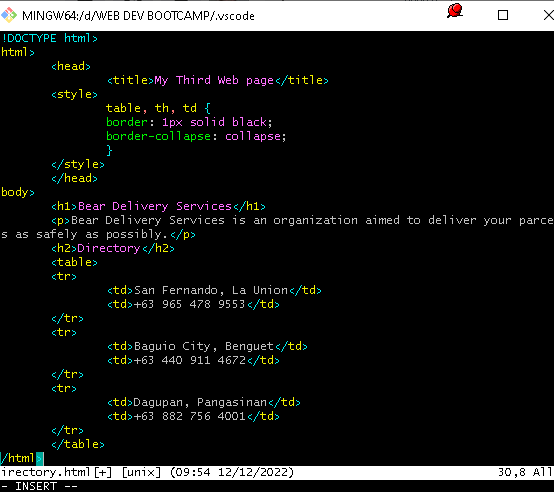 MINGW64:/d/WEB DEV BOOTCAMP/.vscode
!DOCTYPE html>
html>
<head>
<title>My Third Web page</title>
<style>
table, th, td {
border: 1px solid black;
border-collapse: collapse;
}
</style>
</head>
body>
<h1>Bear Delivery Services</h1>
<p>Bear Delivery Services is an organization aimed to deliver your parce
s as safely as possibly.</p>
<h2>Directory</h2>
<table>
<tr>
<td>San Fernando, La Union</td>
<td>+63 965 478 9553</td>
</tr>
<tr>
<td>Baguio City, Benguet</td>
<td>+63 440 911 4672</td>
</tr>
<tr>
<td>Dagupan, Pangasinan</td>
<td>+63 882 756 4001</td>
</tr>
</table>
/html>
irectory.html[+] [unix] (09:54 12/12/2022) 30,8 All
- INSERT --